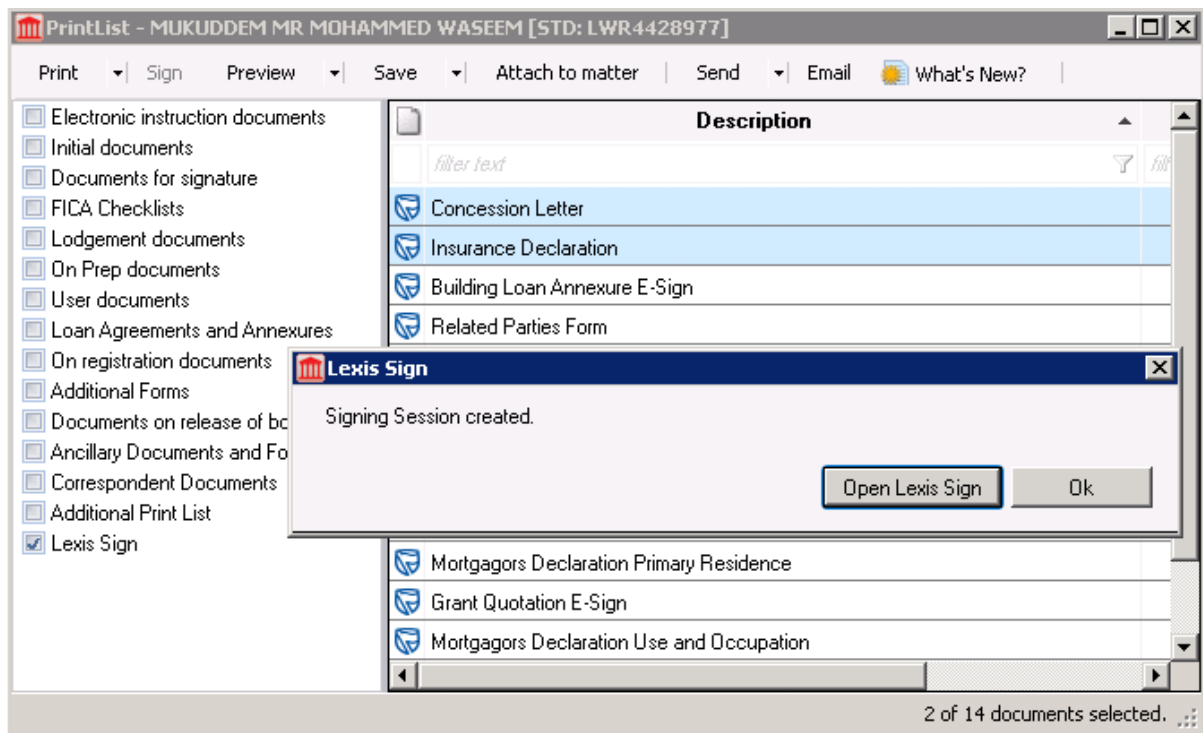 PrintList - MUKUDDEM MR MOHAMMED WASEEM [STD: LWR4428977]
Print Sign Preview Save Attach to matter Send Email What's New?
Electronic instruction documents
Initial documents
Documents for signature
FICA Checklists
Lodgement documents
On Prep documents
User documents
Loan Agreements and Annexures
On registration documents
Additional Forms
Documents on release of bo
Ancillary Documents and Fo
Correspondent Documents
Additional Print List
Lexis Sign
Description
filter text
Concession Letter
Insurance Declaration
Building Loan Annexure E-Sign
Related Parties Form
Lexis Sign
Signing Session created.
Open Lexis Sign Ok
Mortgagors Declaration Primary Residence
Grant Quotation E-Sign
Mortgagors Declaration Use and Occupation
2 of 14 documents selected.